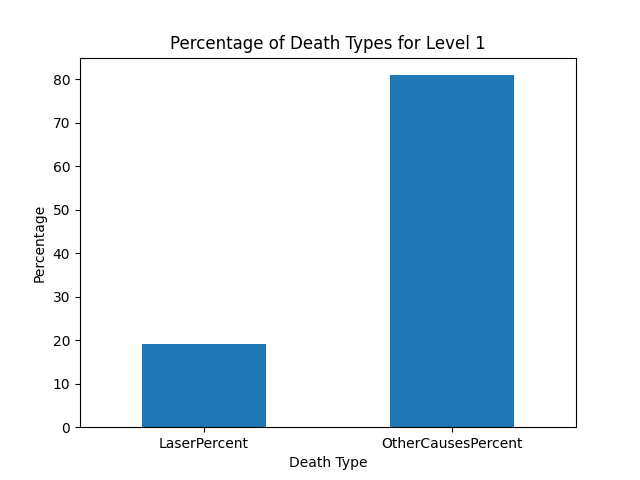 Percentage of Death Types for Level 1
80
70
60
50
40
30
20
10
0
Percentage
LaserPercent
OtherCausesPercent
Death Type